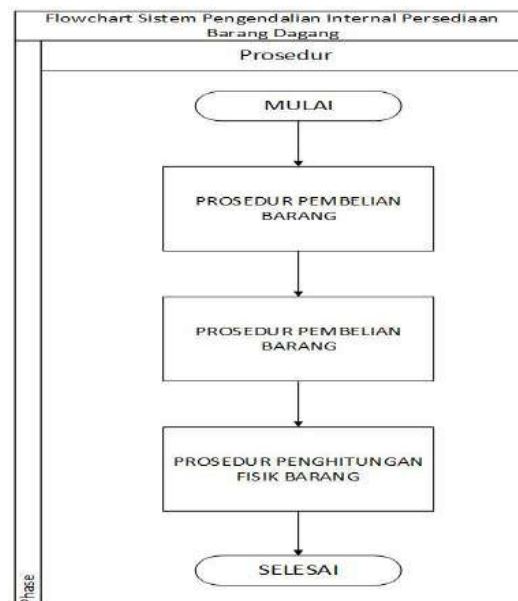 Flowchart Sistem Pengendalian Internal Persediaan
Barang Dagang
Prosedur
MULAI
PROSEDUR PEMBELIAN
BARANG
PROSEDUR PEMBELIAN
BARANG
PROSEDUR PENGHITUNGAN
FISIK BARANG
SELESAI
Phase